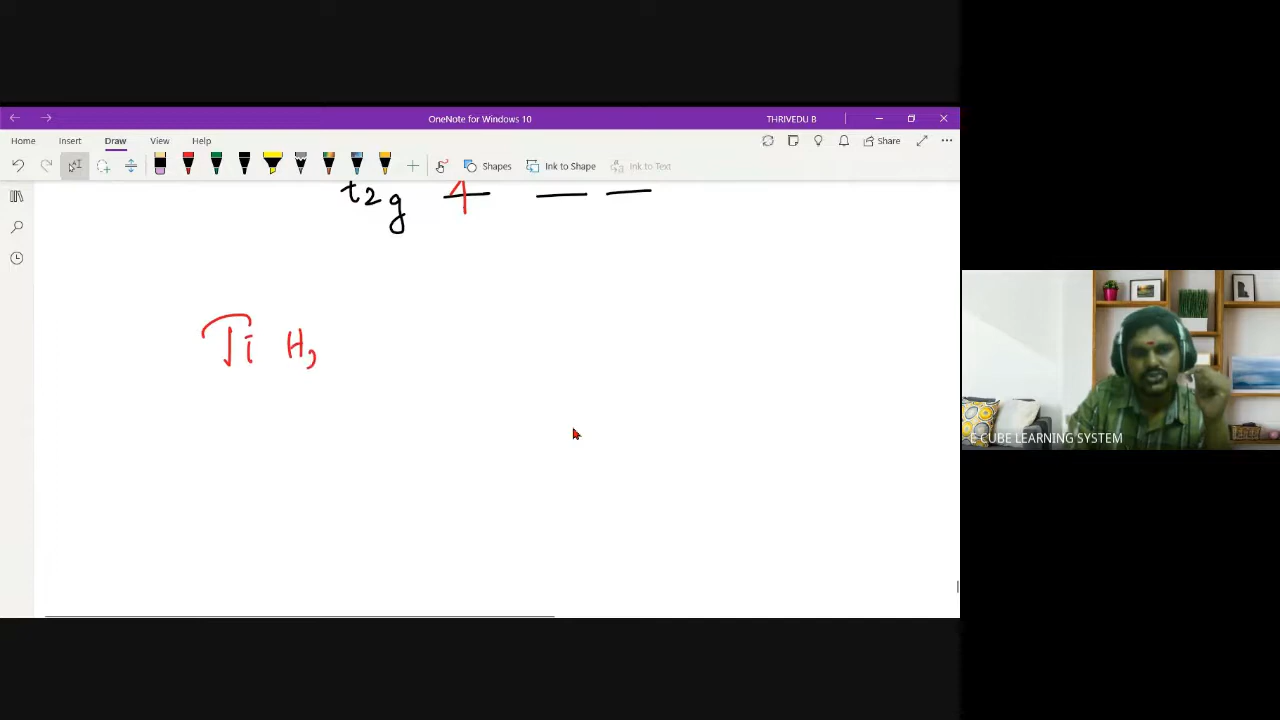 OneNote for Windows 10
THRIVEDU B
Home Insert Draw View Help
Share
Shapes
Ink to Shape
Ink to Text
t2g
Ti H2
E CUBE LEARNING SYSTEM